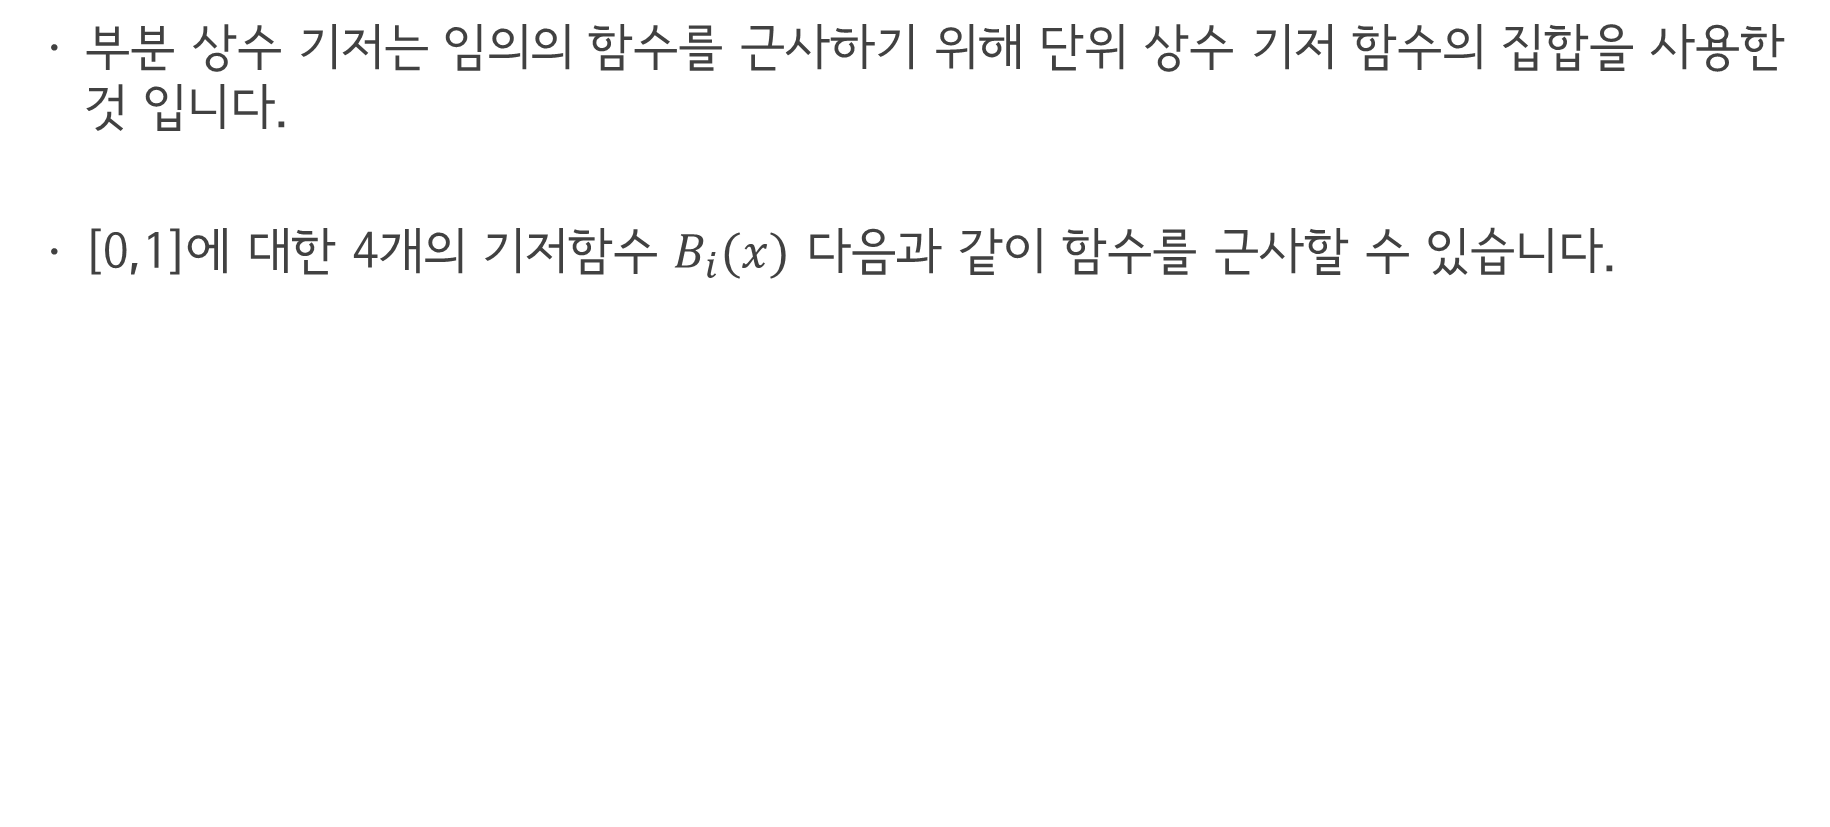 · 부분 상수 기저는 임의의 함수를 근사하기 위해 단위 상수 기저 함수의 집합을 사용한
것 입니다.
· [0,1]에 대한 4개의 기저함수 B_i(x) 다음과 같이 함수를 근사할 수 있습니다.